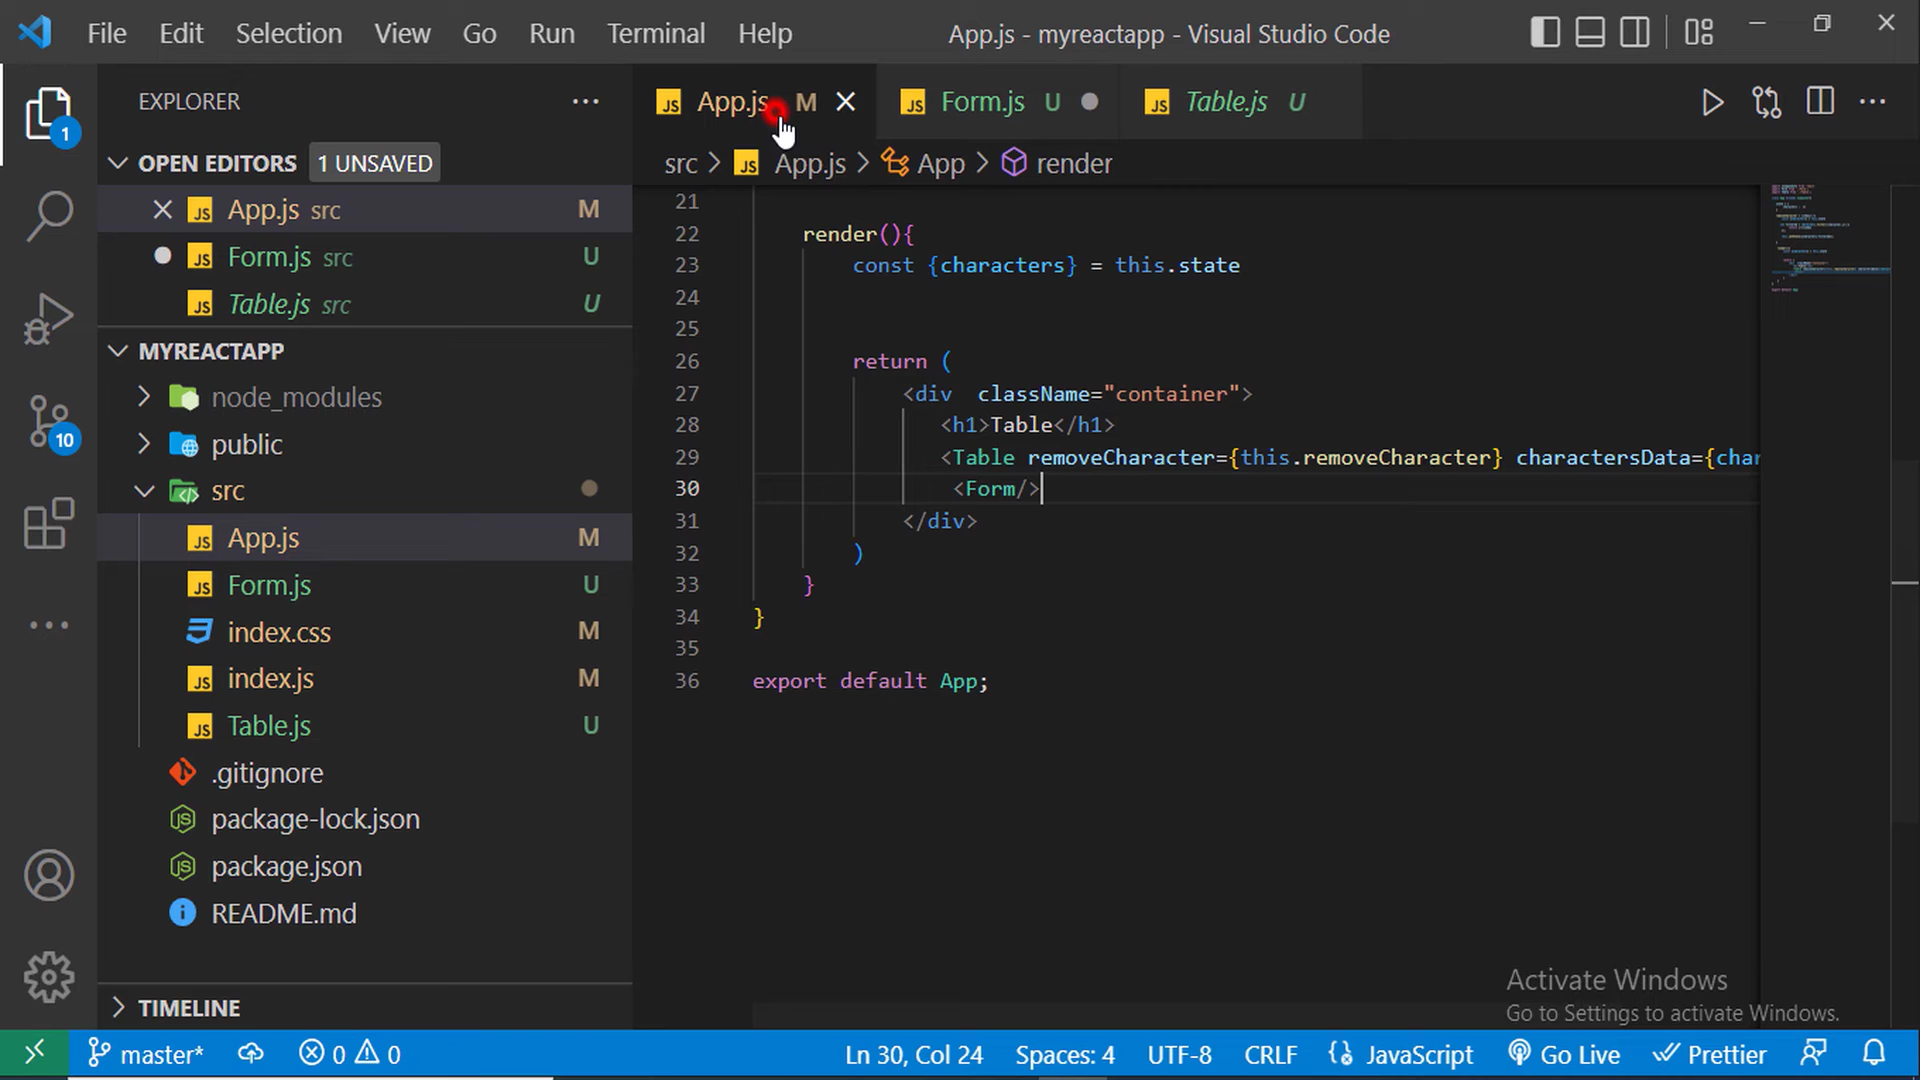 File Edit Selection View Go Run Terminal Help App.js - myreactapp - Visual Studio Code
EXPLORER
OPEN EDITORS 1 UNSAVED
App.js src M
Form.js src U
Table.js src U
MYREACTAPP
node_modules
public
src
App.js M
Form.js U
index.css M
index.js M
Table.js U
.gitignore
package-lock.json
package.json
README.md
TIMELINE
1
10
App.js M Form.js U Table.js U
src > App.js > App > render
21
22 render(){
23 const {characters} = this.state
24
25
26 return (
27 <div className="container">
28 <h1>Table</h1>
29 <Table removeCharacter={this.removeCharacter} charactersData={char
30 <Form/>
31 </div>
32 )
33 }
34 }
35
36 export default App;
Activate Windows
Go to Settings to activate Windows.
master* 0 0 Ln 30, Col 24 Spaces: 4 UTF-8 CRLF {} JavaScript Go Live Prettier